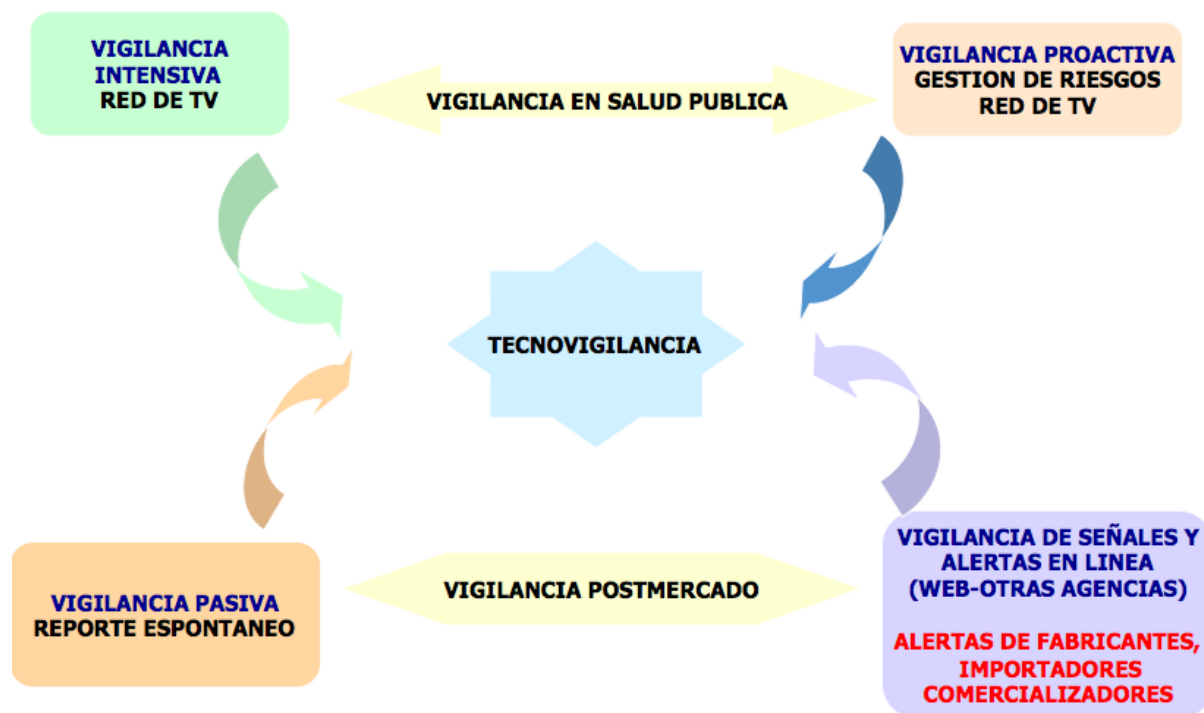 VIGILANCIA
INTENSIVA
RED DE TV
VIGILANCIA EN SALUD PUBLICA
VIGILANCIA PROACTIVA
GESTION DE RIESGOS
RED DE TV
TECNOVIGILANCIA
VIGILANCIA PASIVA
REPORTE ESPONTANEO
VIGILANCIA POSTMERCADO
VIGILANCIA DE SEÑALES Y
ALERTAS EN LINEA
(WEB-OTRAS AGENCIAS)
ALERTAS DE FABRICANTES,
IMPORTADORES
COMERCIALIZADORES